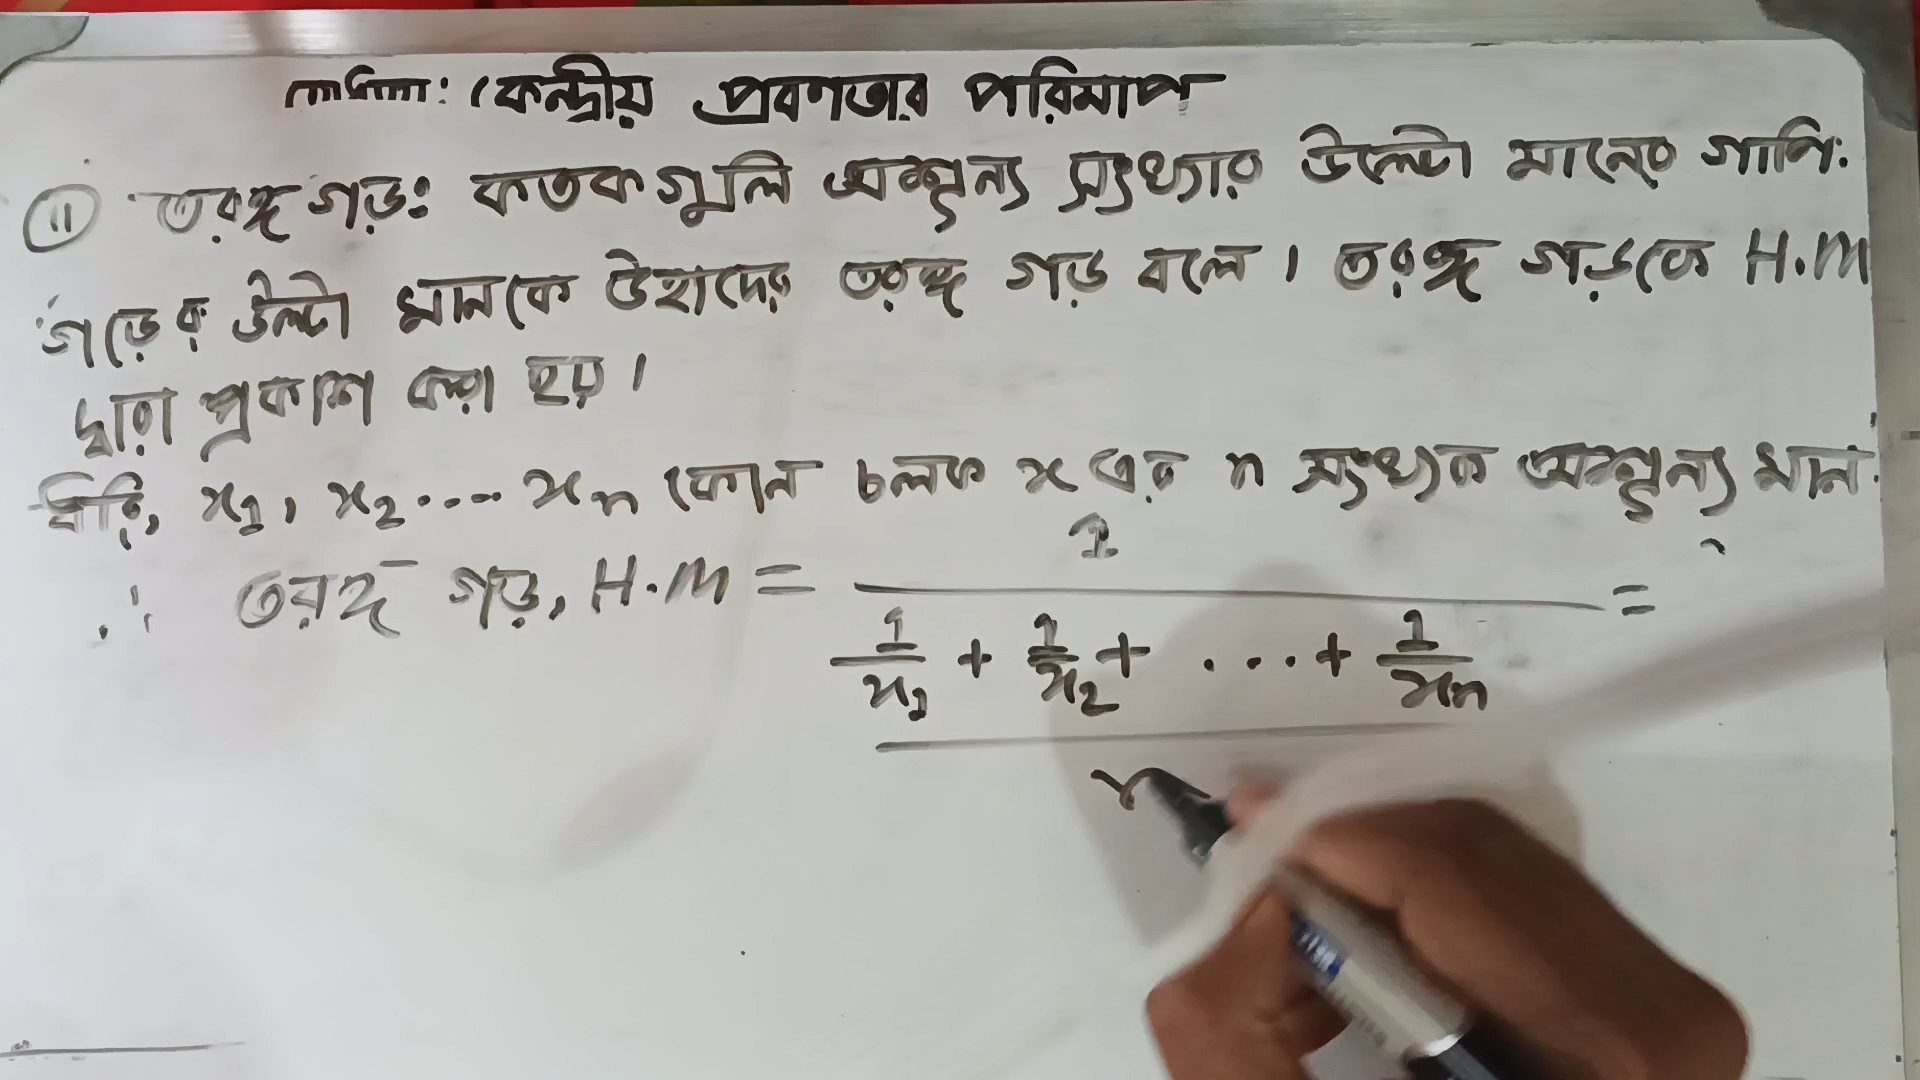 কেন্দ্রীয় প্রবণতার পরিমাপ
(ii) তরঙ্গ গড়ঃ কতকগুলি অশূন্য সংখ্যার উল্টো মানের গাণি.
গড়ের উল্টো মানকে উহাদের তরঙ্গ গড় বলে। তরঙ্গ গড়কে H.M
দ্বারা প্রকাশ করা হয়।
ধরি, x₁, x₂.... xₙ কোন চলক x এর n সংখ্যক অশূন্য মান.
∴ তরঙ্গ গড়, H.M = 1 =
1/x₁ + 1/x₂ + ... + 1/xₙ
n